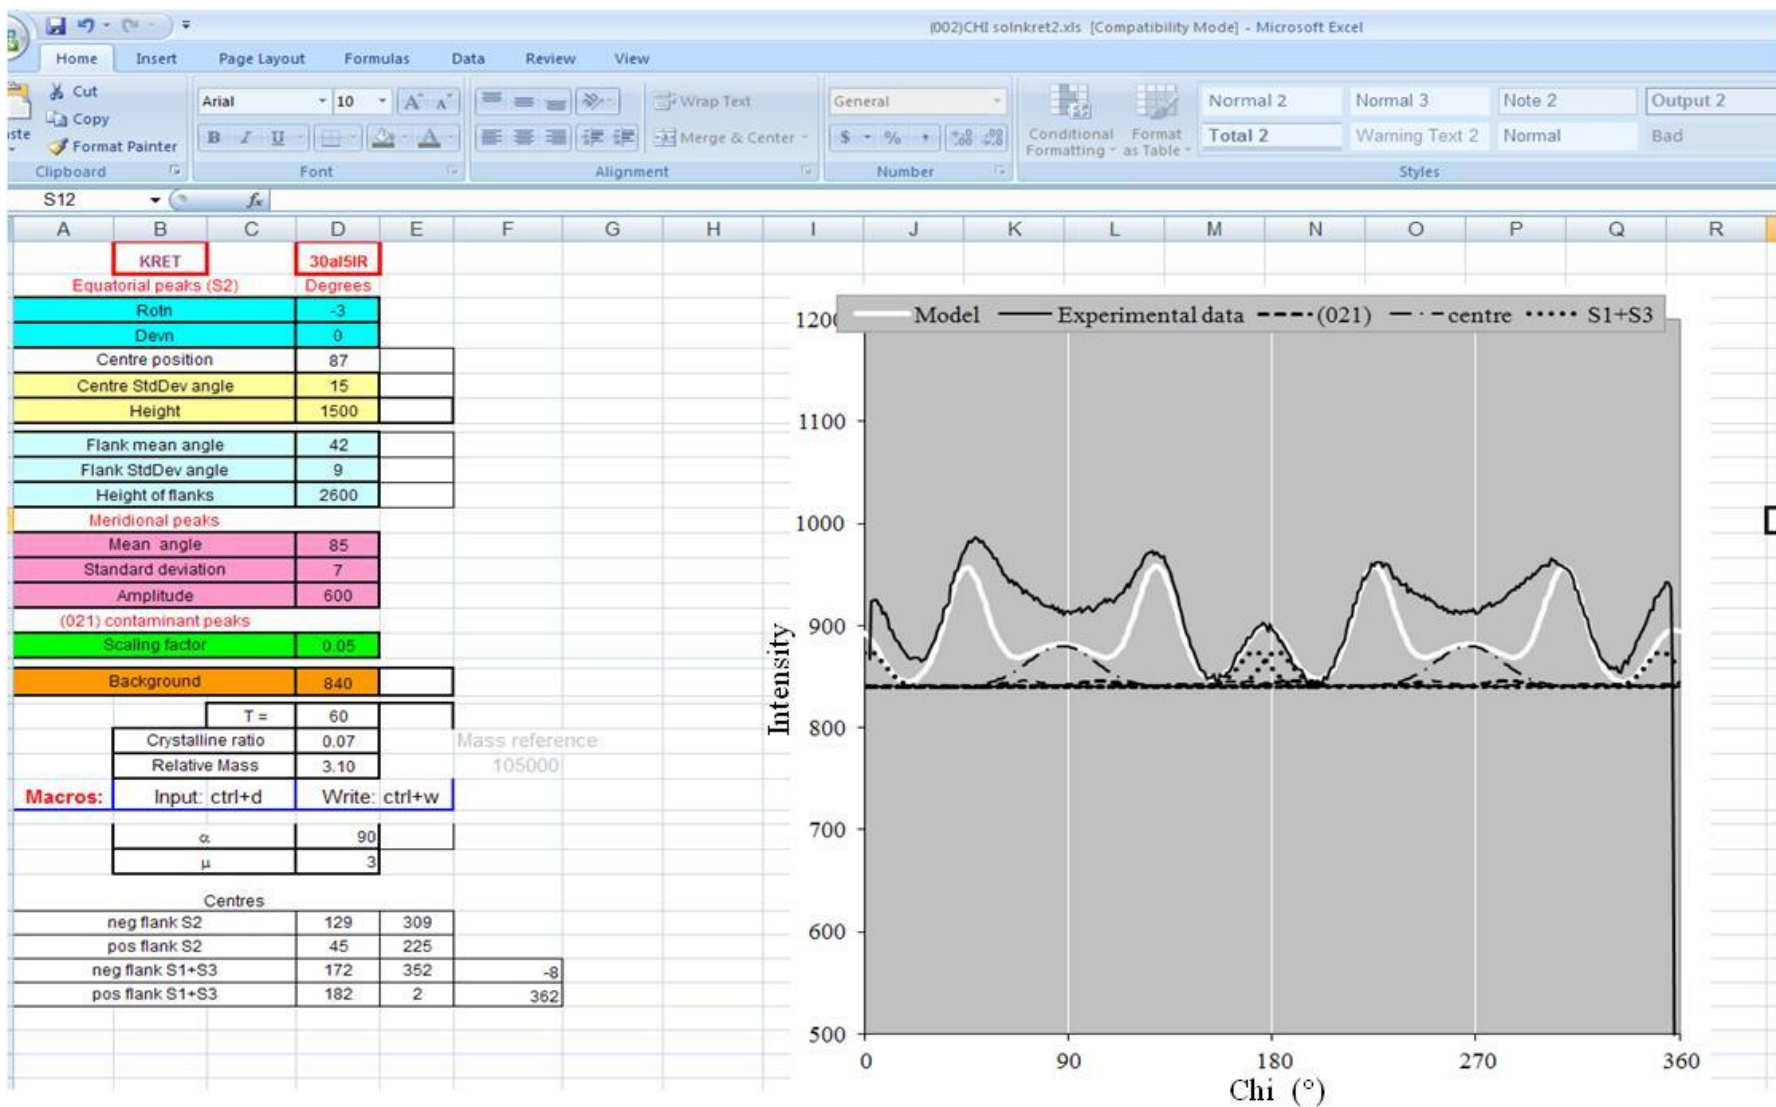 (002)CHI solnkret2.xls [Compatibility Mode] - Microsoft Excel
Home Insert Page Layout Formulas Data Review View
Cut
Copy
Format Painter
Clipboard
Arial 10
B I U
Font
Wrap Text
Merge & Center
Alignment
General
$ % ,
Number
Conditional Formatting
Format as Table
Normal 2 Normal 3 Note 2 Output 2
Total 2 Warning Text 2 Normal Bad
Styles
S12 fx
A B C D E F G H I J K L M N O P Q R
KRET 30al5IR
Equatorial peaks (S2) Degrees
Rotn -3
Devn 0
Centre position 87
Centre StdDev angle 15
Height 1500
Flank mean angle 42
Flank StdDev angle 9
Height of flanks 2600
Meridional peaks
Mean angle 85
Standard deviation 7
Amplitude 600
(021) contaminant peaks
Scaling factor 0.05
Background 840
T = 60
Crystalline ratio 0.07 Mass reference
Relative Mass 3.10 105000
Macros: Input: ctrl+d Write: ctrl+w
α 90
μ 3
Centres
neg flank S2 129 309
pos flank S2 45 225
neg flank S1+S3 172 352 -8
pos flank S1+S3 182 2 362
Model Experimental data (021) centre S1+S3
1100
1000
900
800
700
600
500
Intensity
0 90 180 270 360
Chi (°)